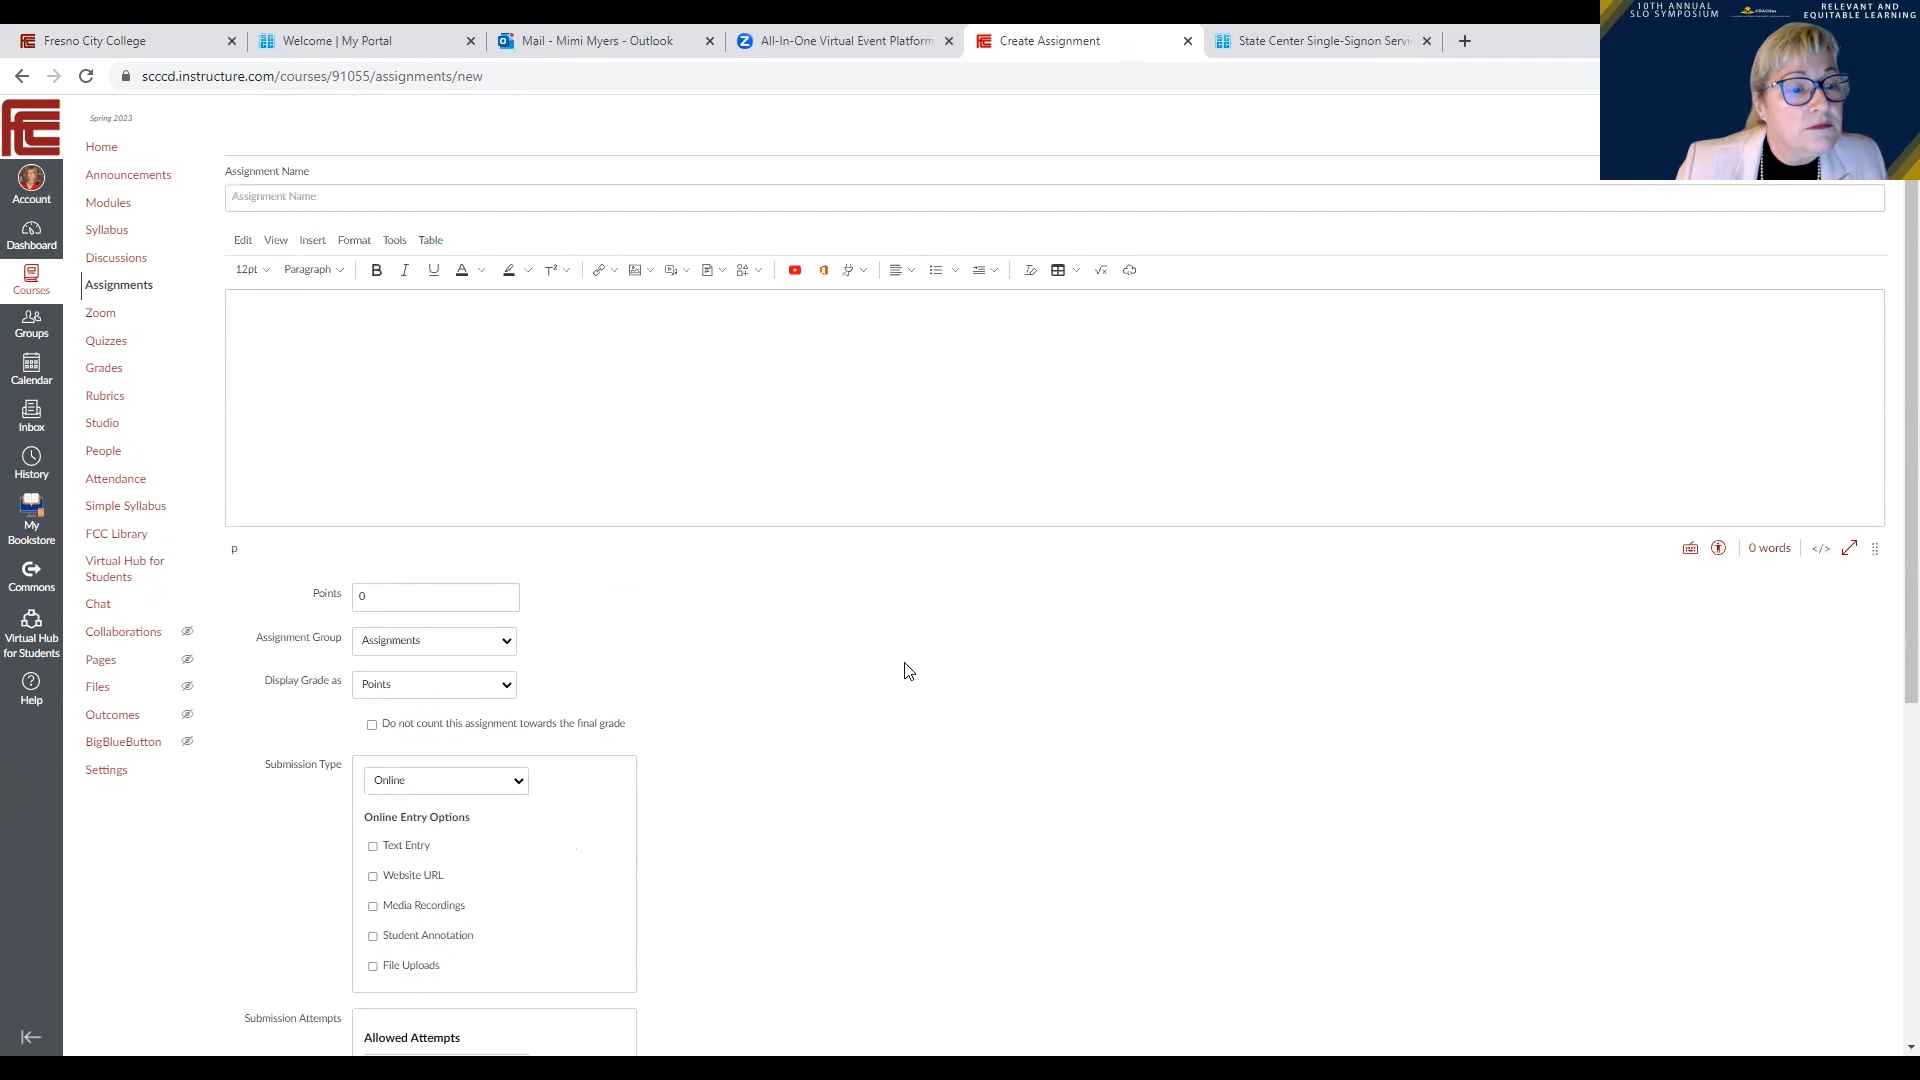 Fresno City College
Welcome | My Portal
Mail - Mimi Myers - Outlook
All-In-One Virtual Event Platform
Create Assignment
State Center Single-Signon Servi
scccd.instructure.com/courses/91055/assignments/new
10TH ANNUAL
SLO SYMPOSIUM
RELEVANT AND
EQUITABLE LEARNING
Account
Dashboard
Courses
Groups
Calendar
Inbox
History
My
Bookstore
Commons
Virtual Hub
for Students
Help
Spring 2023
Home
Announcements
Modules
Syllabus
Discussions
Assignments
Zoom
Quizzes
Grades
Rubrics
Studio
People
Attendance
Simple Syllabus
FCC Library
Virtual Hub for
Students
Chat
Collaborations
Pages
Files
Outcomes
BigBlueButton
Settings
Assignment Name
Assignment Name
Edit View Insert Format Tools Table
12pt Paragraph B I U A T²
p
0 words </>
Points 0
Assignment Group Assignments
Display Grade as Points
Do not count this assignment towards the final grade
Submission Type Online
Online Entry Options
Text Entry
Website URL
Media Recordings
Student Annotation
File Uploads
Submission Attempts
Allowed Attempts